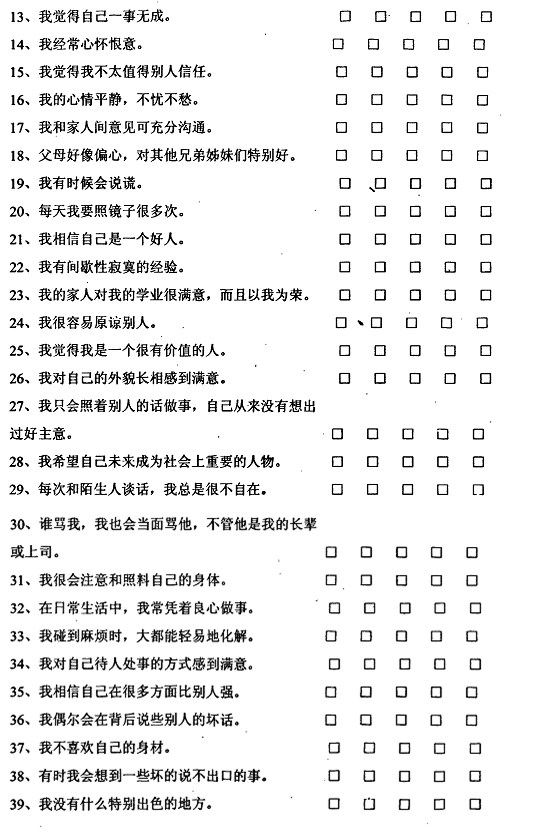 13、我觉得自己一事无成。 □ □ □ □ □
14、我经常心怀恨意。 □ □ □ □ □
15、我觉得我不太值得别人信任。 □ □ □ □ □
16、我的心情平静，不忧不愁。 □ □ □ □ □
17、我和家人间意见可充分沟通。 □ □ □ □ □
18、父母好像偏心，对其他兄弟姊妹们特别好。 □ □ □ □ □
19、我有时候会说谎。 □ □ □ □ □
20、每天我要照镜子很多次。 □ □ □ □ □
21、我相信自己是一个好人。 □ □ □ □ □
22、我有间歇性寂寞的经验。 □ □ □ □ □
23、我的家人对我的学业很满意，而且以我为荣。 □ □ □ □ □
24、我很容易原谅别人。 □ □ □ □ □
25、我觉得我是一个很有价值的人。 □ □ □ □ □
26、我对自己的外貌长相感到满意。 □ □ □ □ □
27、我只会照着别人的话做事，自己从来没有想出
过好主意。 □ □ □ □ □
28、我希望自己未来成为社会上重要的人物。 □ □ □ □ □
29、每次和陌生人谈话，我总是很不自在。 □ □ □ □ □
30、谁骂我，我也会当面骂他，不管他是我的长辈
或上司。 □ □ □ □ □
31、我很会注意和照料自己的身体。 □ □ □ □ □
32、在日常生活中，我常凭着良心做事。 □ □ □ □ □
33、我碰到麻烦时，大都能轻易地化解。 □ □ □ □ □
34、我对自己待人处事的方式感到满意。 □ □ □ □ □
35、我相信自己在很多方面比别人强。 □ □ □ □ □
36、我偶尔会在背后说些别人的坏话。 □ □ □ □ □
37、我不喜欢自己的身材。 □ □ □ □ □
38、有时我会想到一些坏的说不出口的事。 □ □ □ □ □
39、我没有什么特别出色的地方。 □ □ □ □ □